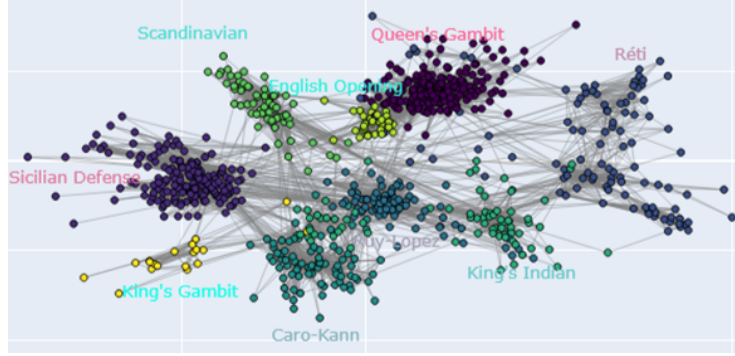 Scandinavian
Queen's Gambit
Réti
English Opening
Sicilian Defense
Ruy-Lopez
King's Indian
King's Gambit
Caro-Kann